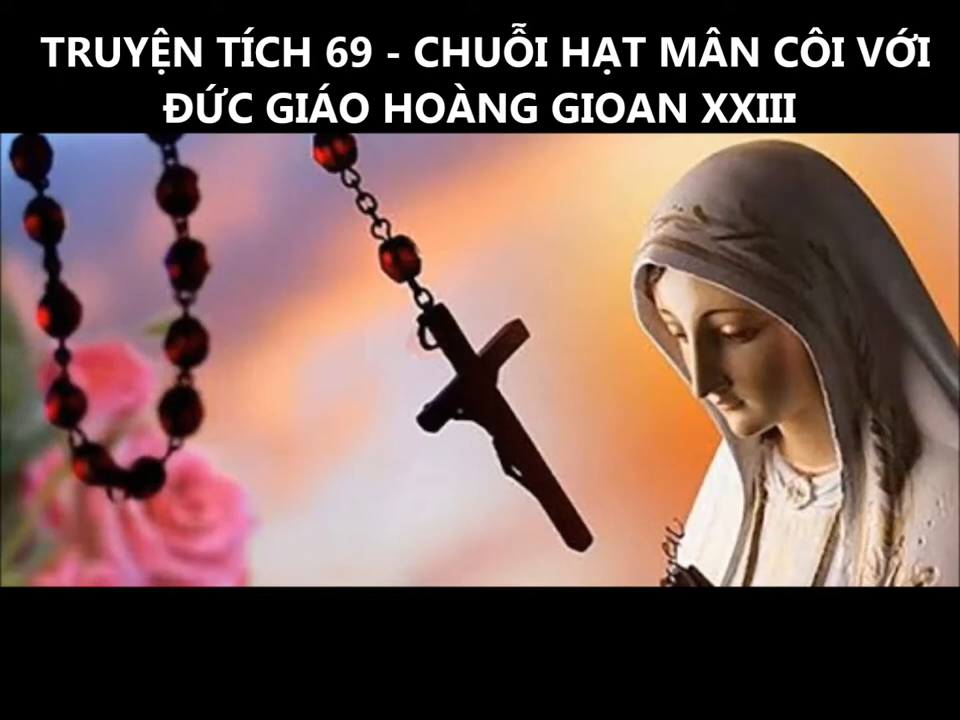 TRUYỆN TÍCH 69 - CHUỖI HẠT MÂN CÔI VỚI
ĐỨC GIÁO HOÀNG GIOAN XXIII